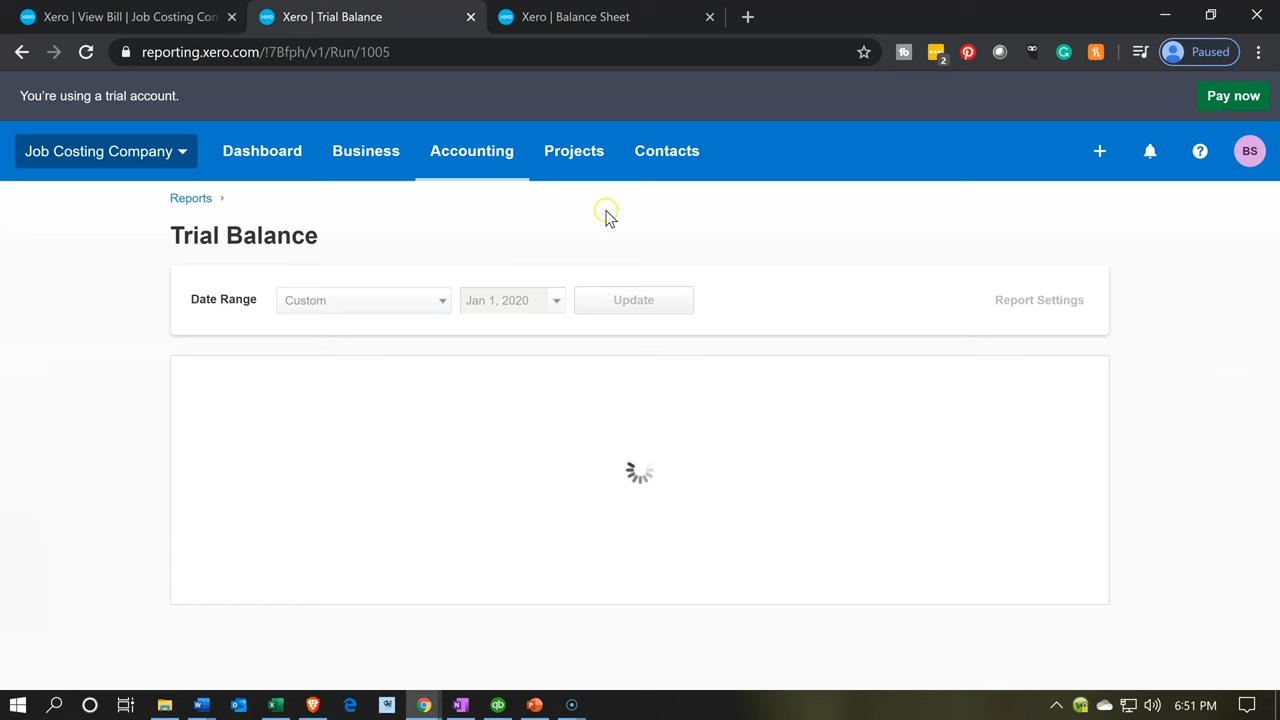 Xero | View Bill | Job Costing Con
Xero | Trial Balance
Xero | Balance Sheet
reporting.xero.com/!7Bfph/v1/Run/1005
2
Paused
You're using a trial account.
Pay now
Job Costing Company
Dashboard
Business
Accounting
Projects
Contacts
BS
Reports
Trial Balance
Date Range
Custom
Jan 1, 2020
Update
Report Settings
6:51 PM